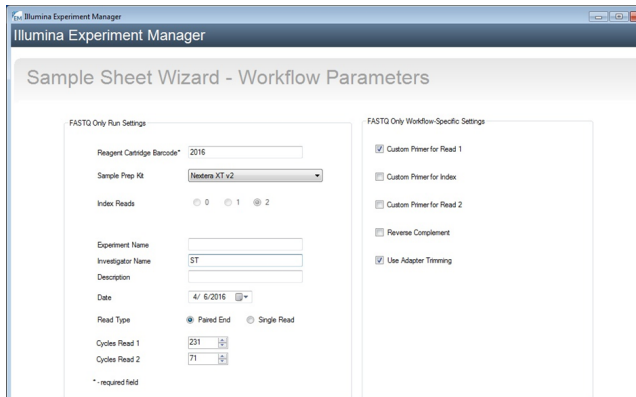 Illumina Experiment Manager
Illumina Experiment Manager
Sample Sheet Wizard - Workflow Parameters
FASTQ Only Run Settings
Reagent Cartridge Barcode* 2016
Sample Prep Kit Nextera XT v2
Index Reads 0 1 2
Experiment Name
Investigator Name ST
Description
Date 4/ 6/2016
Read Type Paired End Single Read
Cycles Read 1 231
Cycles Read 2 71
* - required field
FASTQ Only Workflow-Specific Settings
Custom Primer for Read 1
Custom Primer for Index
Custom Primer for Read 2
Reverse Complement
Use Adapter Trimming